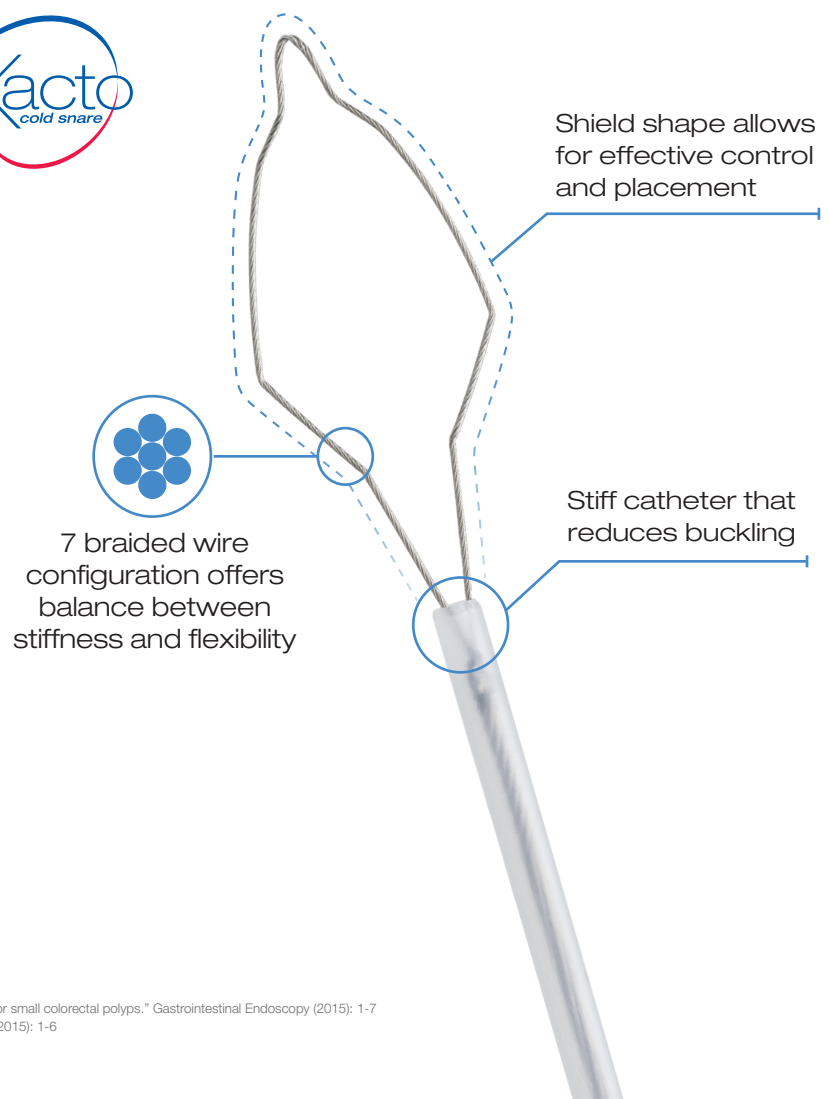 acto
cold snare
Shield shape allows
for effective control
and placement
7 braided wire
configuration offers
balance between
stiffness and flexibility
Stiff catheter that
reduces buckling
or small colorectal polyps.” Gastrointestinal Endoscopy (2015): 1-7
2015): 1-6